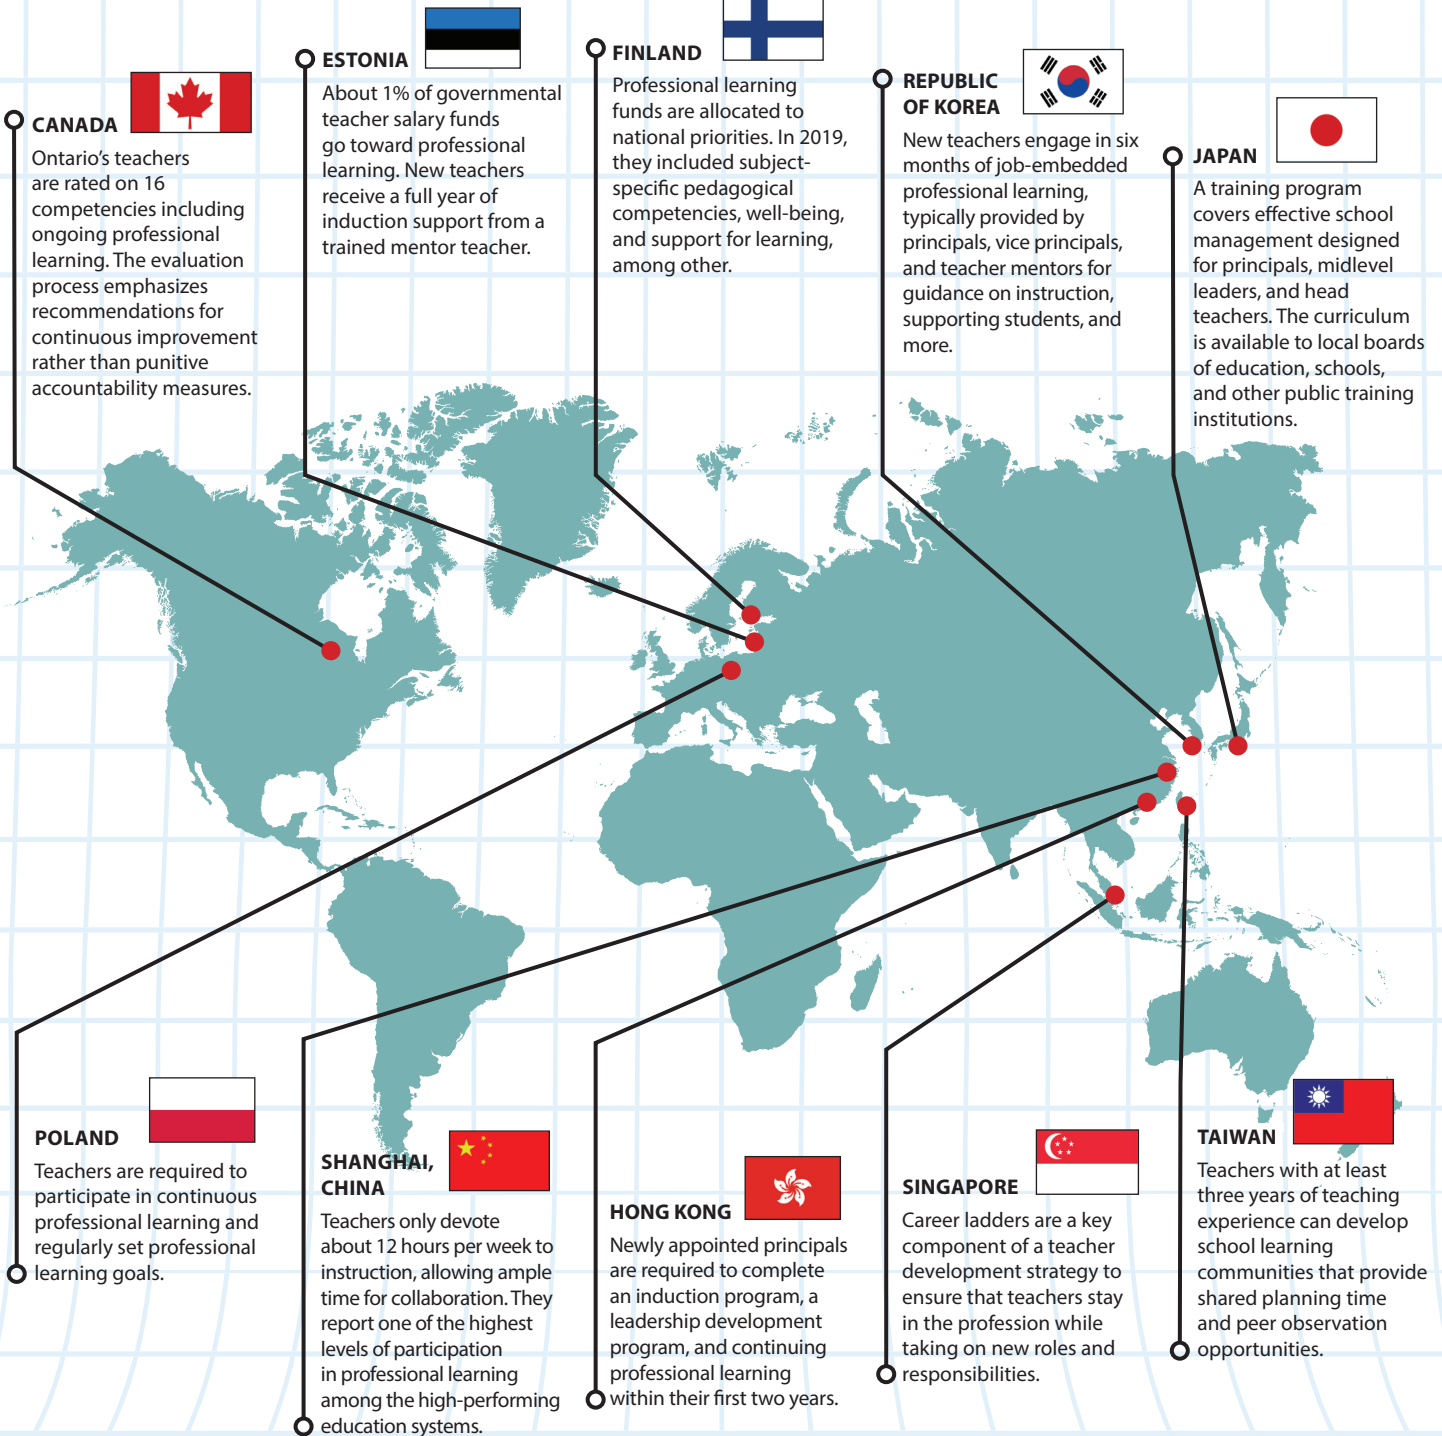 CANADA
Ontario's teachers
are rated on 16
competencies including
ongoing professional
learning. The evaluation
process emphasizes
recommendations for
continuous improvement
rather than punitive
accountability measures.
ESTONIA
About 1% of governmental
teacher salary funds
go toward professional
learning. New teachers
receive a full year of
induction support from a
trained mentor teacher.
FINLAND
Professional learning
funds are allocated to
national priorities. In 2019,
they included subject-
specific pedagogical
competencies, well-being,
and support for learning,
among other.
REPUBLIC
OF KOREA
New teachers engage in six
months of job-embedded
professional learning,
typically provided by
principals, vice principals,
and teacher mentors for
guidance on instruction,
supporting students, and
more.
JAPAN
A training program
covers effective school
management designed
for principals, midlevel
leaders, and head
teachers. The curriculum
is available to local boards
of education, schools,
and other public training
institutions.
POLAND
Teachers are required to
participate in continuous
professional learning and
regularly set professional
learning goals.
SHANGHAI,
CHINA
Teachers only devote
about 12 hours per week to
instruction, allowing ample
time for collaboration. They
report one of the highest
levels of participation
in professional learning
among the high-performing
education systems.
HONG KONG
Newly appointed principals
are required to complete
an induction program, a
leadership development
program, and continuing
professional learning
within their first two years.
SINGAPORE
Career ladders are a key
component of a teacher
development strategy to
ensure that teachers stay
in the profession while
taking on new roles and
responsibilities.
TAIWAN
Teachers with at least
three years of teaching
experience can develop
school learning
communities that provide
shared planning time
and peer observation
opportunities.